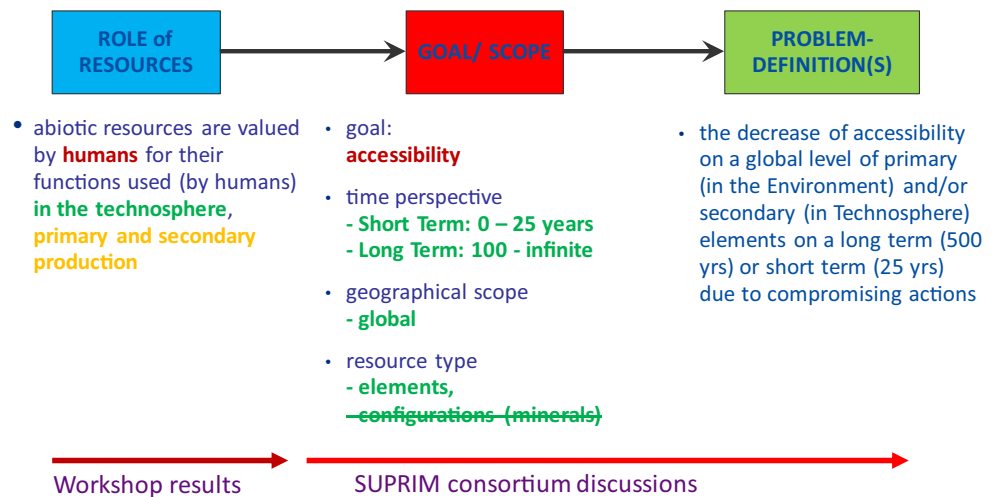 ROLE of
RESOURCES
GOAL/ SCOPE
PROBLEM-
DEFINITION(S)
• abiotic resources are valued
by humans for their
functions used (by humans)
in the technosphere,
primary and secondary
production
• goal:
accessibility
• time perspective
- Short Term: 0 – 25 years
- Long Term: 100 - infinite
• geographical scope
- global
• resource type
- elements,
- configurations (minerals)
• the decrease of accessibility
on a global level of primary
(in the Environment) and/or
secondary (in Technosphere)
elements on a long term (500
yrs) or short term (25 yrs)
due to compromising actions
Workshop results
SUPRIM consortium discussions